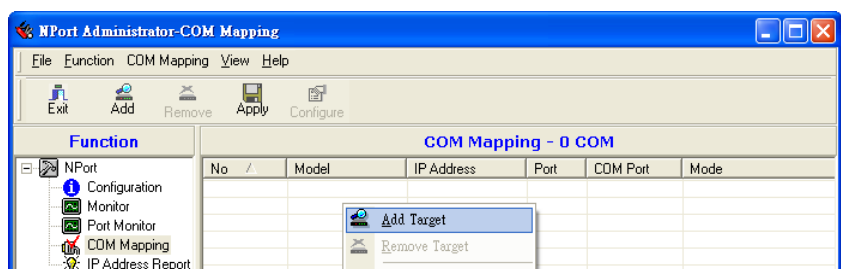 NPort Administrator-COM Mapping
File Function COM Mapping View Help
Exit Add Remove Apply Configure
Function
COM Mapping - 0 COM
NPort
Configuration
Monitor
Port Monitor
COM Mapping
IP Address Report
No Model IP Address Port COM Port Mode
Add Target
Remove Target